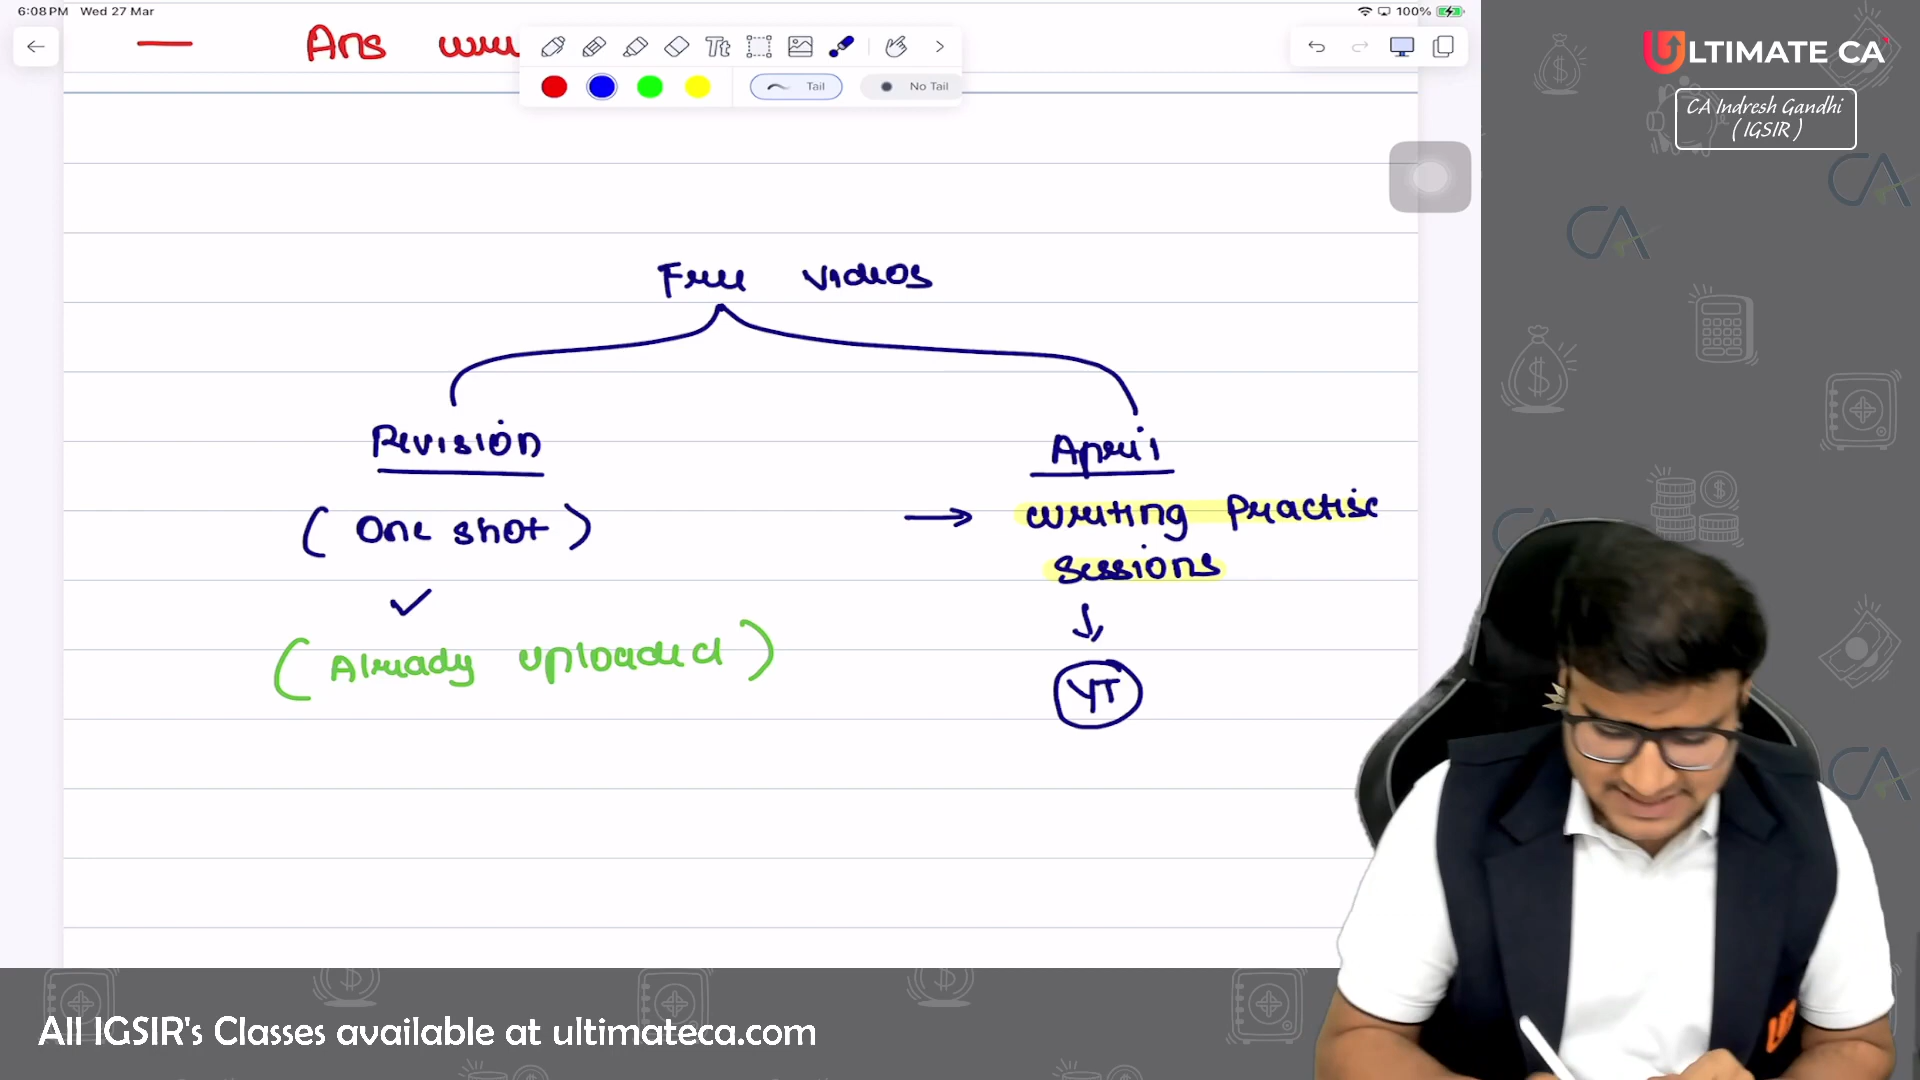 6:08 PM Wed 27 Mar
100%
Ans
Tt
Tail
No Tail
ULTIMATE CA
CA Indresh Gandhi
( IGSIR )
Free videos
Revision
April
( One shot )
→ writing Practise
sessions
( Already uploaded )
YT
All IGSIR's Classes available at ultimateca.com